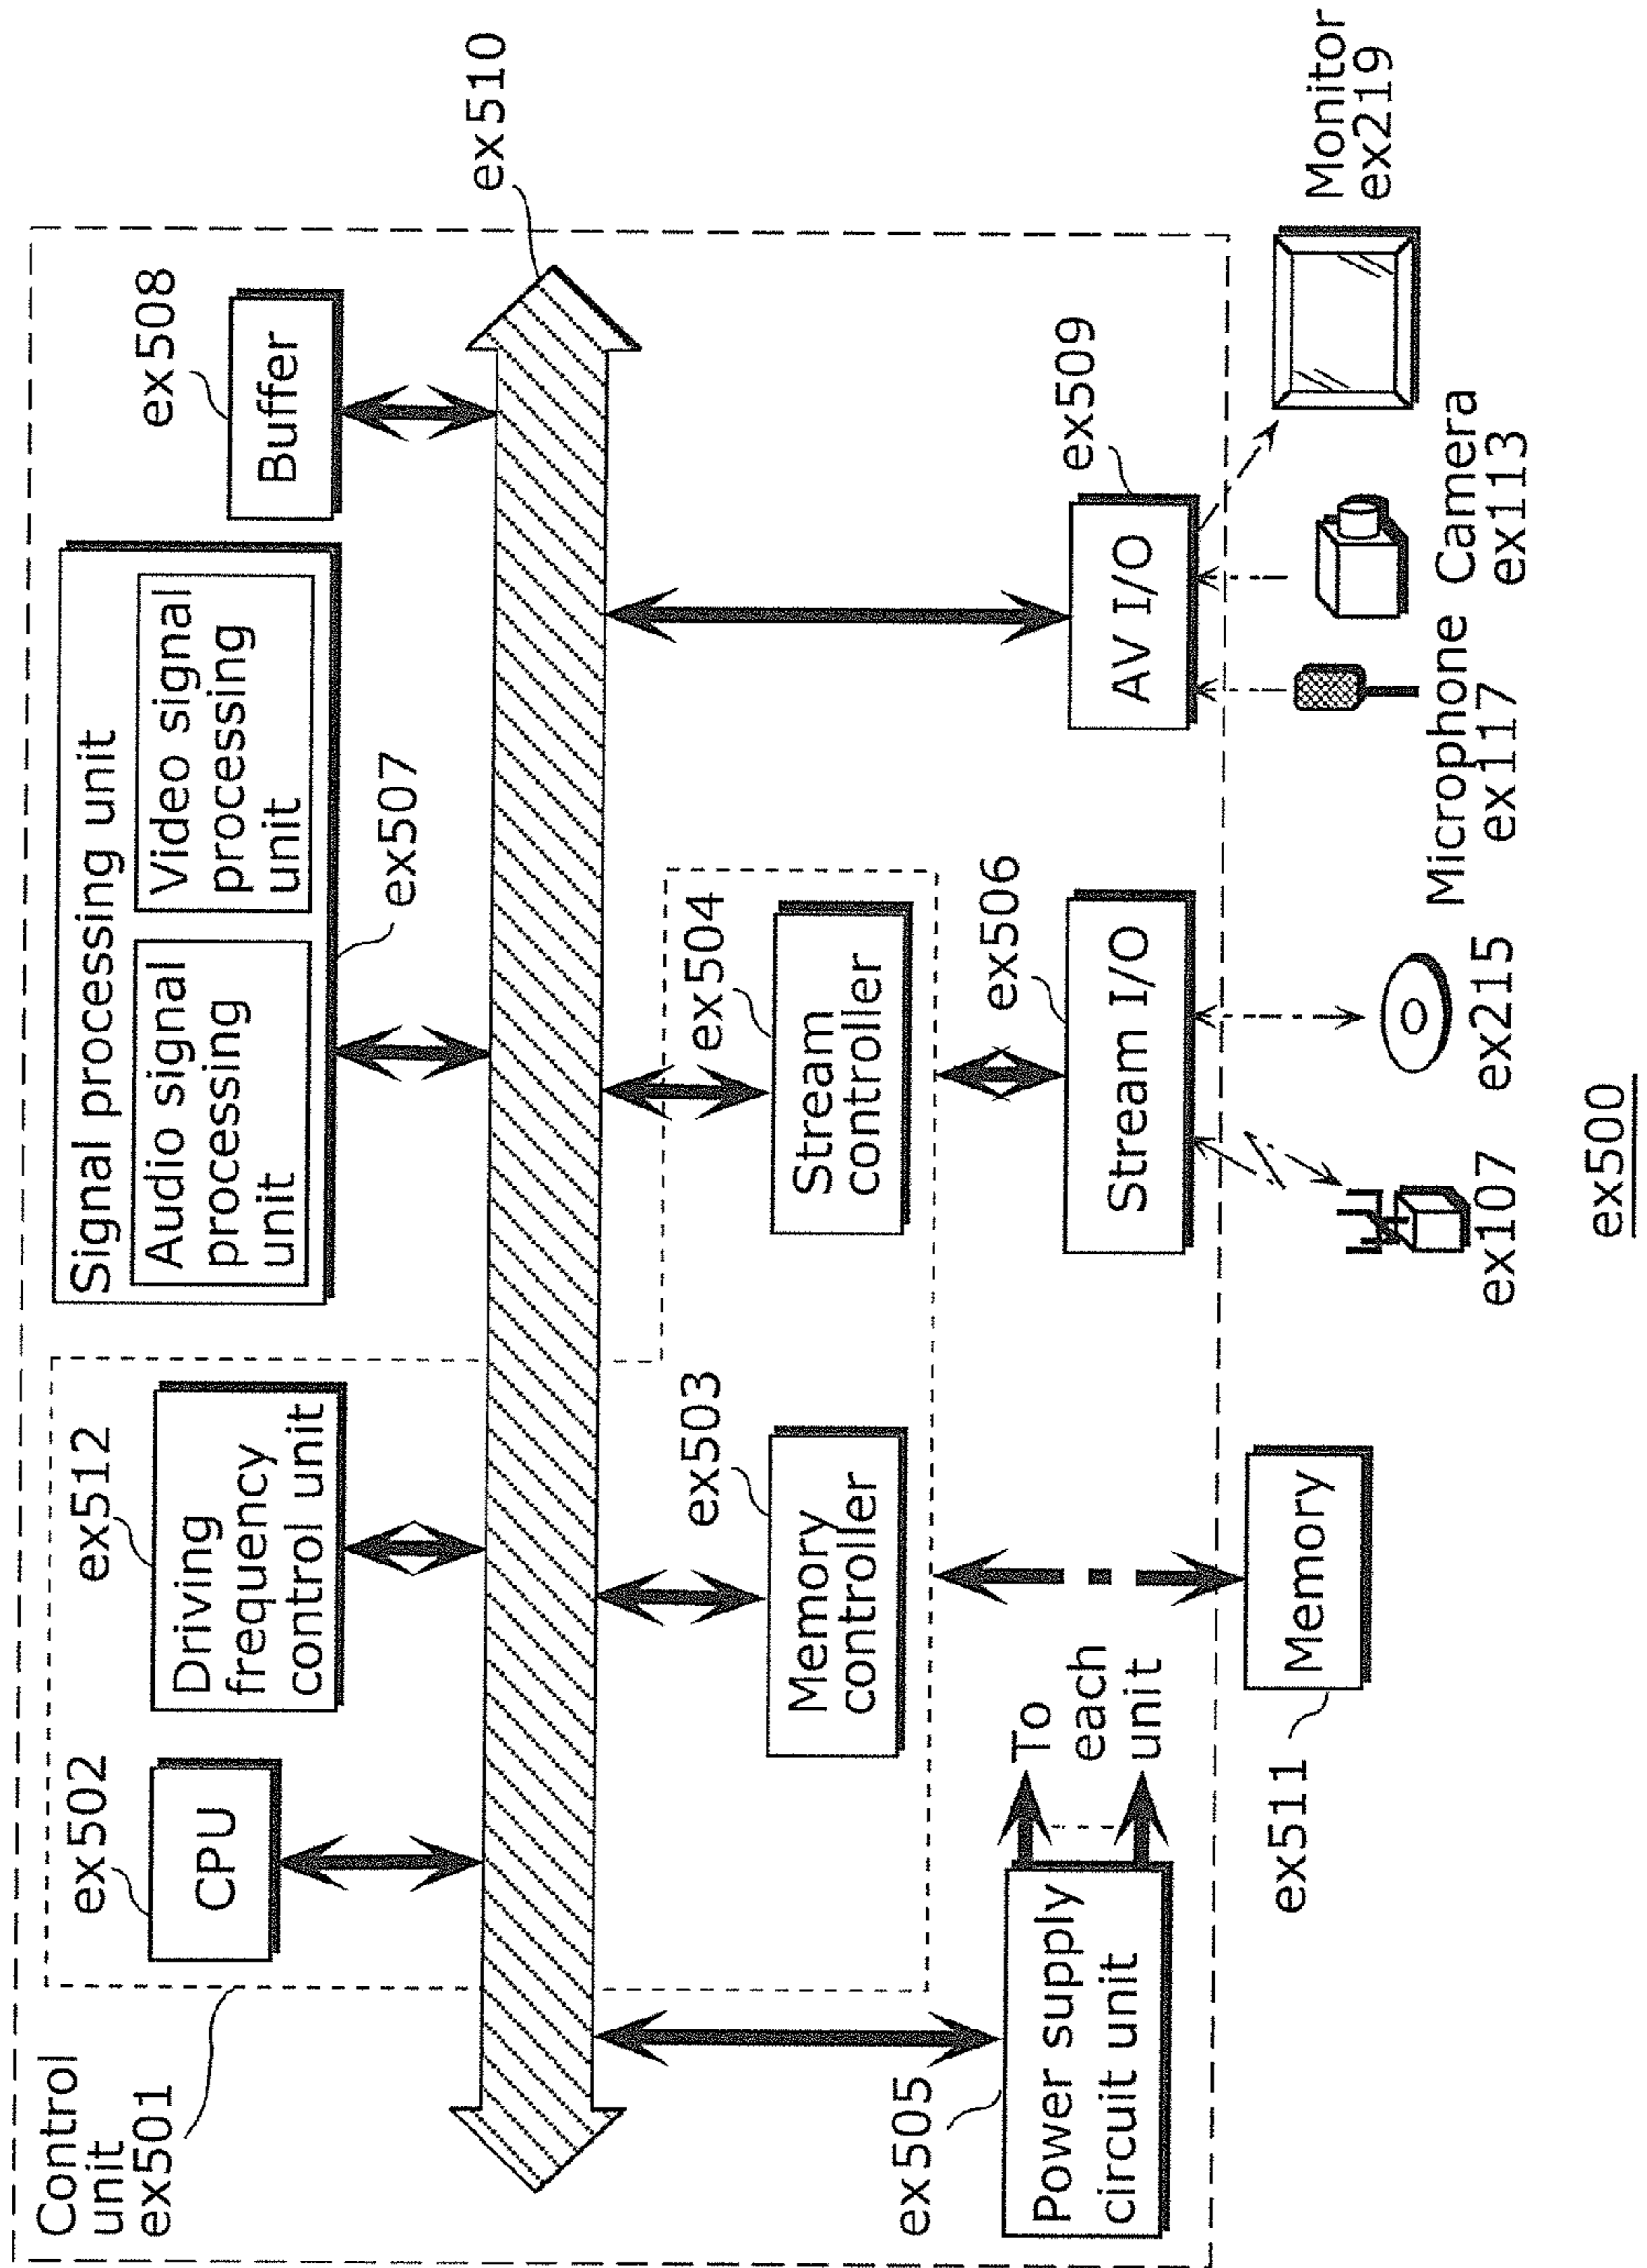 Control
unit
ex501
ex502
CPU
ex512
Driving
frequency
control unit
Signal processing unit
Audio signal
processing
unit
Video signal
processing
unit
ex507
ex508
Buffer
ex510
ex503
Memory
controller
ex504
Stream
controller
ex505
Power supply
circuit unit
To
each
unit
ex506
Stream I/O
ex509
AV I/O
ex511
Memory
ex107
ex215
Microphone
ex117
Camera
ex113
Monitor
ex219
ex500